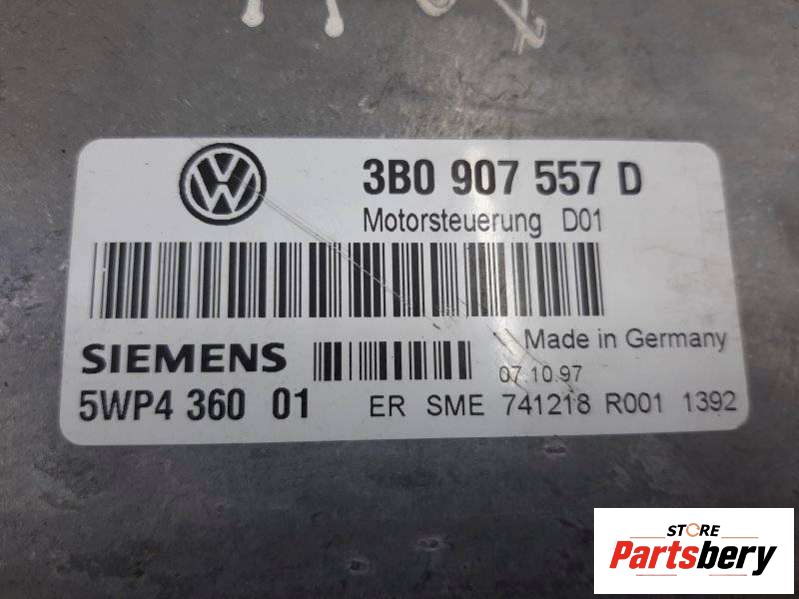 VW
3B0 907 557 D
Motorsteuerung D01
Made in Germany
SIEMENS
07.10.97
5WP4 360 01 ER SME 741218 R001 1392
STORE
Partsbery